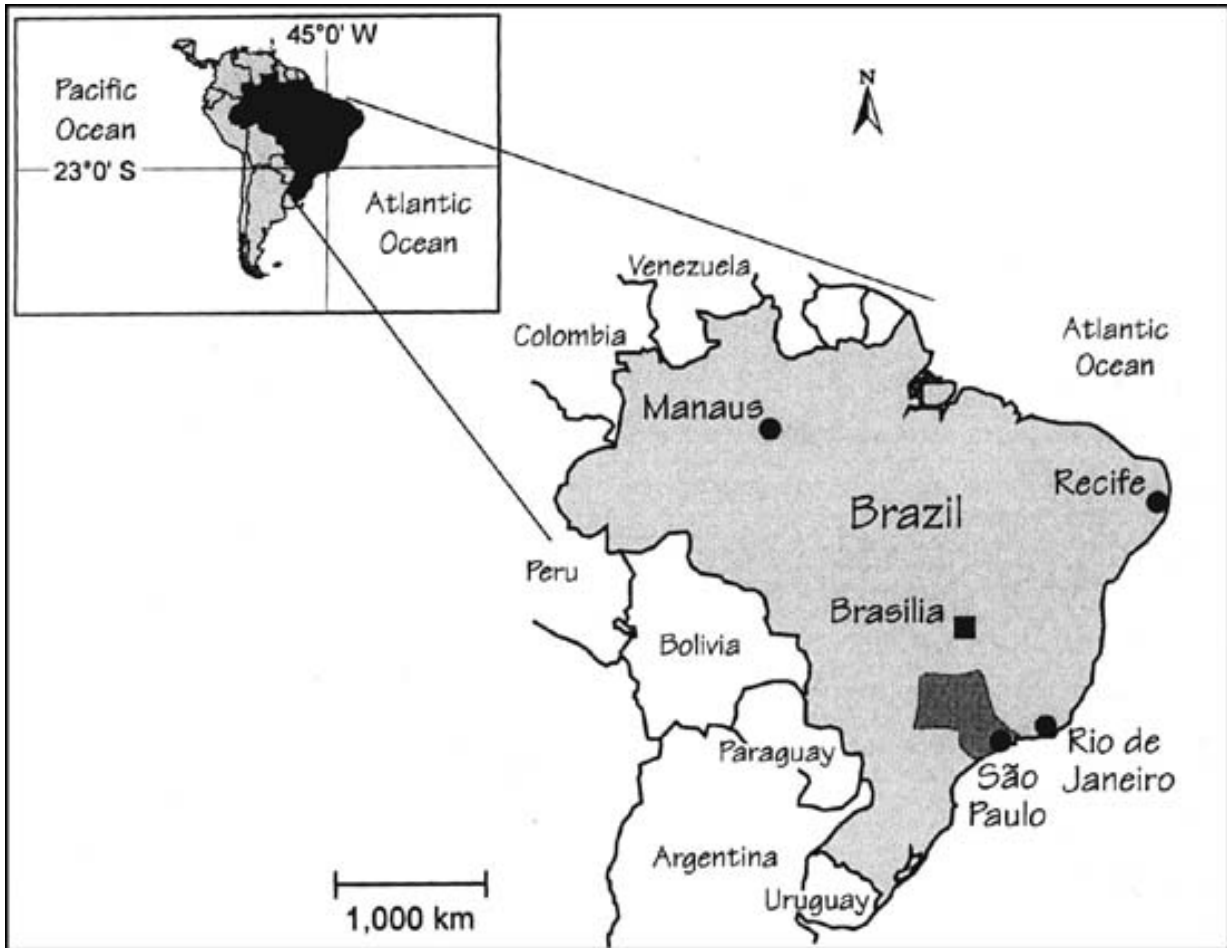 45°0' W
Pacific
Ocean
23°0' S
Atlantic
Ocean
N
Venezuela
Colombia
Atlantic
Ocean
Manaus
Recife
Brazil
Peru
Brasilia
Bolivia
Paraguay
Rio de
Janeiro
São
Paulo
Argentina
Uruguay
1,000 km